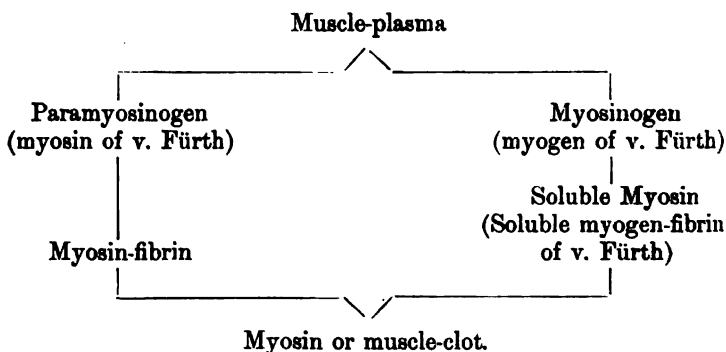 Muscle-plasma
Paramyosinogen
(myosin of v. Fürth)
Myosinogen
(myogen of v. Fürth)
Soluble Myosin
(Soluble myogen-fibrin
of v. Fürth)
Myosin-fibrin
Myosin or muscle-clot.